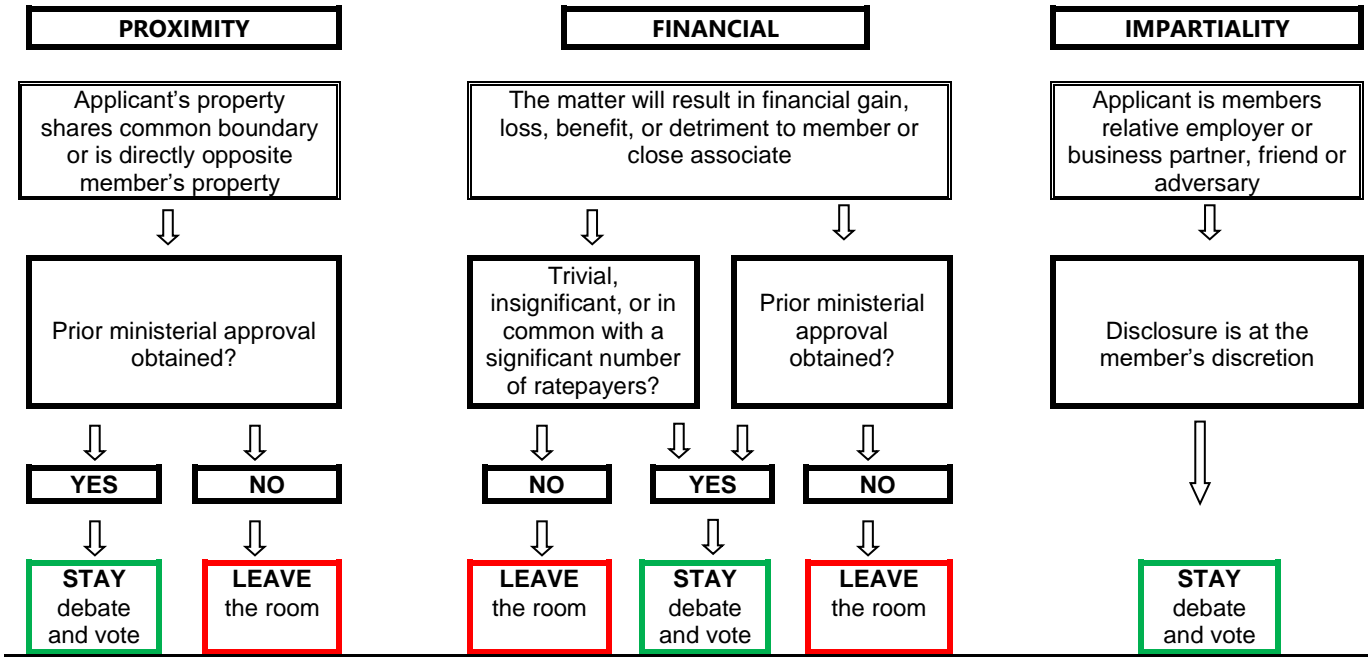 PROXIMITY
FINANCIAL
IMPARTIALITY
Applicant’s property
shares common boundary
or is directly opposite
member’s property
The matter will result in financial gain,
loss, benefit, or detriment to member or
close associate
Applicant is members
relative employer or
business partner, friend or
adversary
Prior ministerial approval
obtained?
Trivial,
insignificant, or in
common with a
significant number
of ratepayers?
Prior ministerial
approval
obtained?
Disclosure is at the
member’s discretion
YES
NO
NO
YES
NO
STAY
debate
and vote
LEAVE
the room
LEAVE
the room
STAY
debate
and vote
LEAVE
the room
STAY
debate
and vote